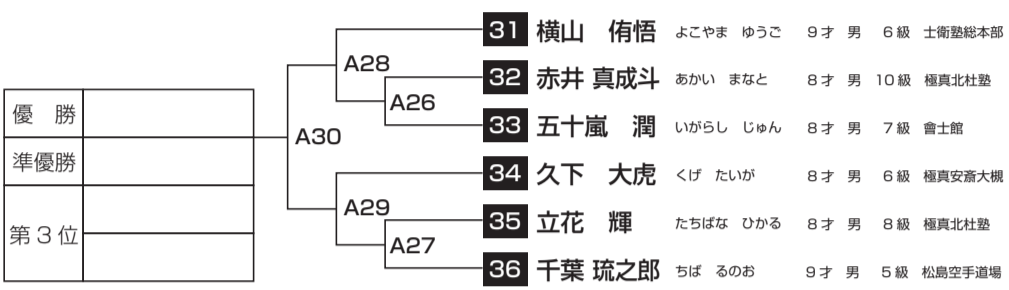 31 横山 侑悟 よこやま ゆうご 9才 男 6級 士衛塾総本部
A28
32 赤井 真成斗 あかい まなと 8才 男 10級 極真北杜塾
A26
優 勝
33 五十嵐 潤 いがらし じゅん 8才 男 7級 會士館
A30
準優勝
34 久下 大虎 くげ たいが 8才 男 6級 極真安斎大槻
A29
35 立花 輝 たちばな ひかる 8才 男 8級 極真北杜塾
第3位
A27
36 千葉 琉之郎 ちば るのお 9才 男 5級 松島空手道場